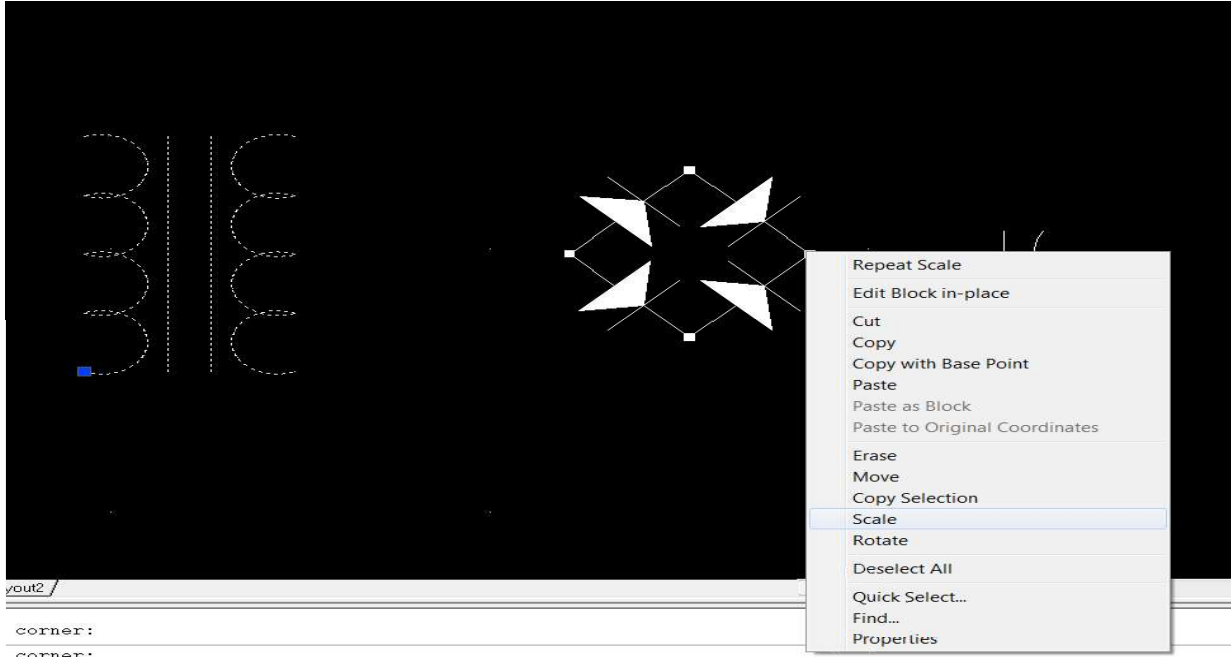 Repeat Scale
Edit Block in-place
Cut
Copy
Copy with Base Point
Paste
Paste as Block
Paste to Original Coordinates
Erase
Move
Copy Selection
Scale
Rotate
Deselect All
Quick Select...
Find...
Properties
yout2
corner:
corner: